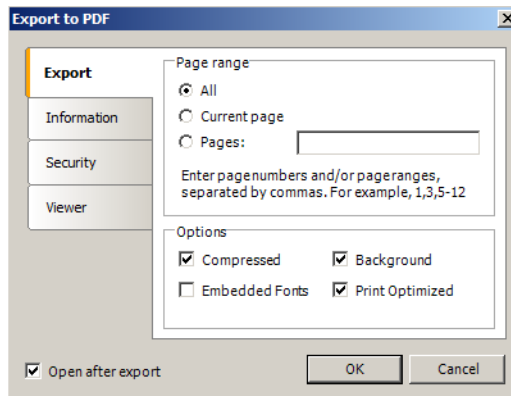 Export to PDF
Export
Information
Security
Viewer
Page range
All
Current page
Pages:
Enter pagenumbers and/or pageranges,
separated by commas. For example, 1,3,5-12
Options
Compressed
Background
Embedded Fonts
Print Optimized
Open after export
OK
Cancel